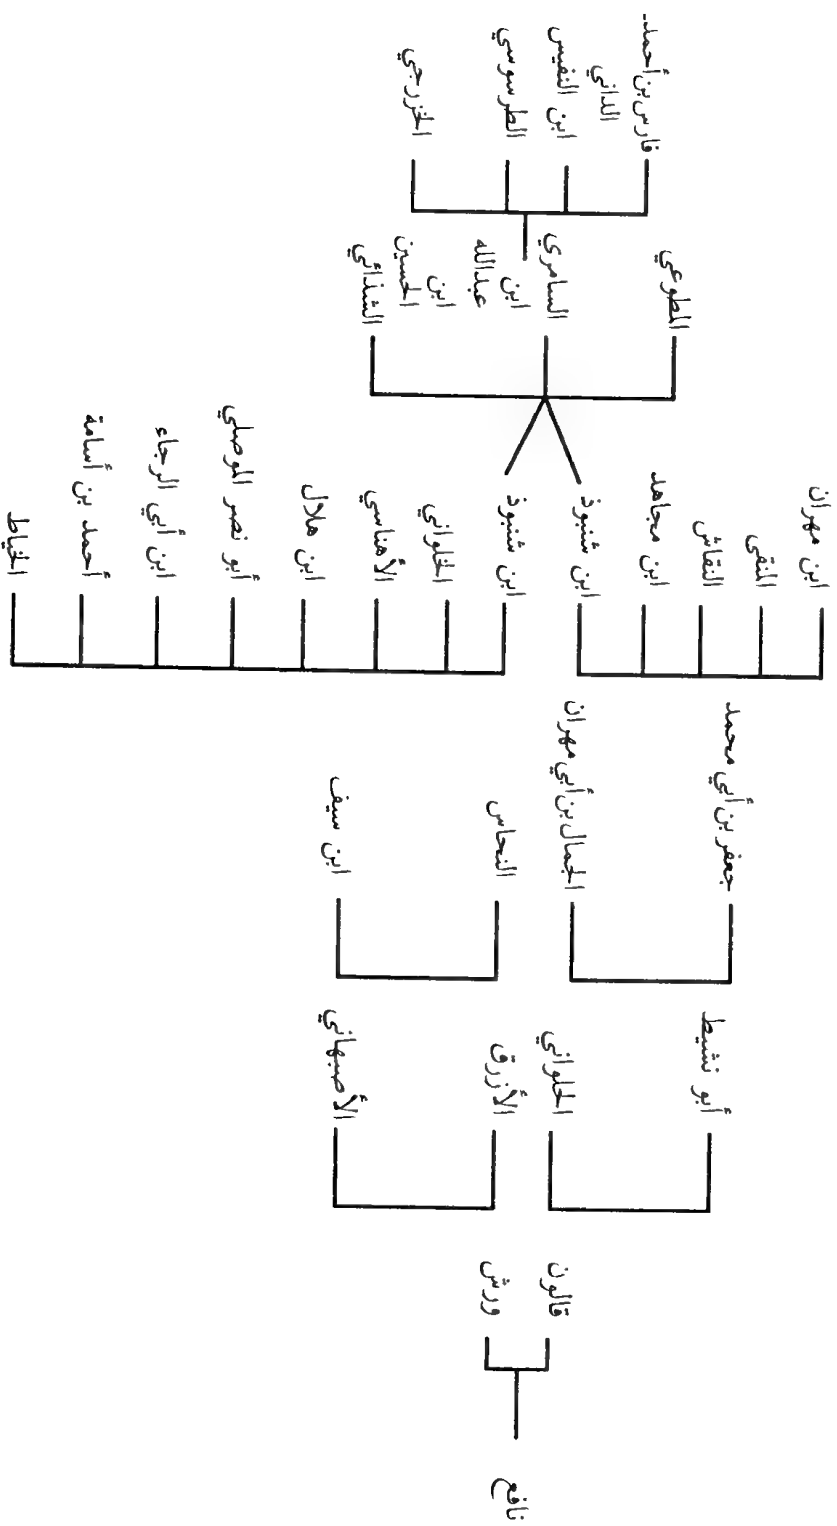 نافع
قالون
ورش
أبو نشيط
الحلواني
الأزرق
الأصبهاني
جعفر بن أبي محمد
الجمال بن أبي مهران
النحاس
ابن سيف
ابن مهران
المنقى
النقاش
ابن مجاهد
ابن شنبوذ
ابن شنبوذ
الخلواني
الأهناسي
ابن هلال
أبو نصر الموصلي
ابن أبي الرجاء
أحمد بن أسامة
الخياط
المطوعي
السامري
ابن
عبدالله
ابن
الحسين
الشذائي
فارس بن أحمد-
الداني
ابن النفيس
الطرسوسي
الخزرجي